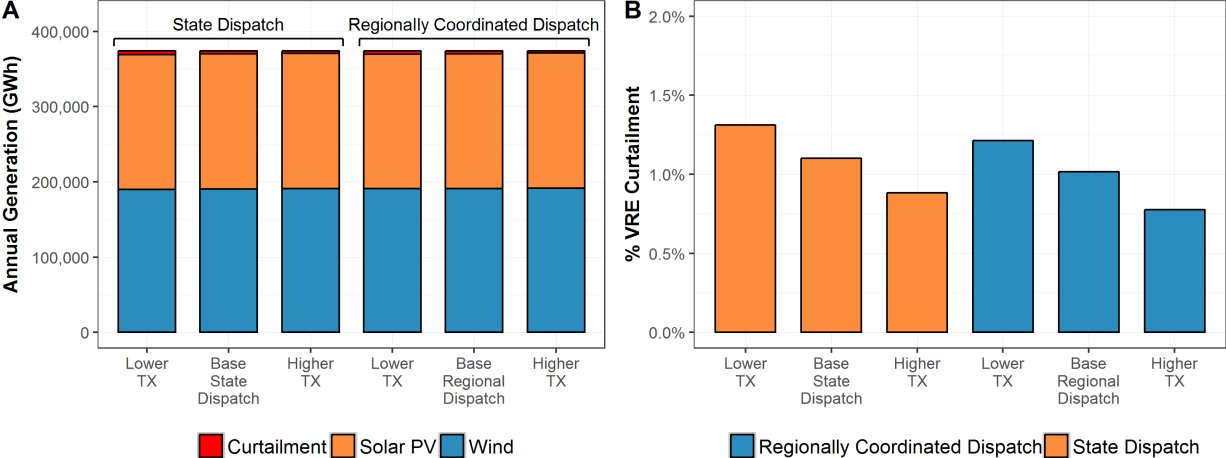 A
State Dispatch
Regionally Coordinated Dispatch
Annual Generation (GWh)
400,000
300,000
200,000
100,000
0
Lower
TX
Base
State
Dispatch
Higher
TX
Lower
TX
Base
Regional
Dispatch
Higher
TX
Curtailment
Solar PV
Wind
B
% VRE Curtailment
2.0%
1.5%
1.0%
0.5%
0.0%
Lower
TX
Base
State
Dispatch
Higher
TX
Lower
TX
Base
Regional
Dispatch
Higher
TX
Regionally Coordinated Dispatch
State Dispatch